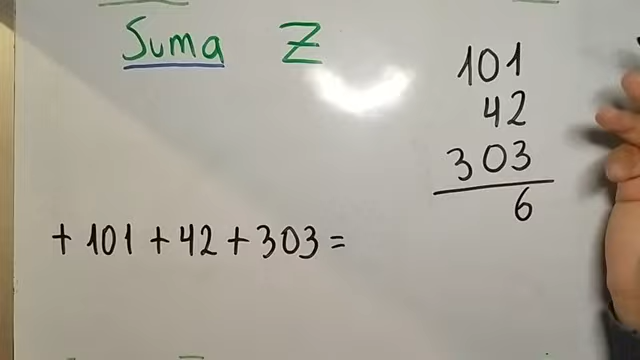 Suma Z
101
42
303
6
+ 101 + 42 + 303 =